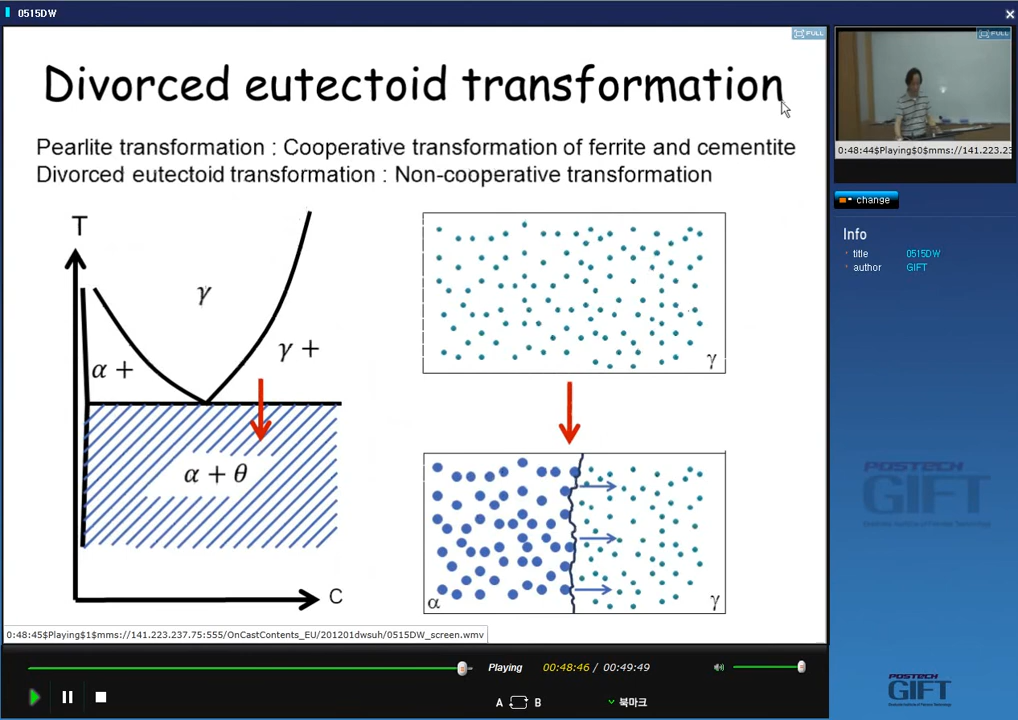 0515DW
FULL
FULL
Divorced eutectoid transformation
Pearlite transformation : Cooperative transformation of ferrite and cementite
Divorced eutectoid transformation : Non-cooperative transformation
T
γ
γ +
α +
α + θ
C
γ
α
γ
0:48:45$Playing$1$mms://141.223.237.75:555/OnCastContents_EU/201201dwsuh/0515DW_screen.wmv
0:48:44$Playing$0$mms://141.223.23
change
Info
title 0515DW
author GIFT
POSTECH
GIFT
Playing 00:48:46 / 00:49:49
A B 북마크
POSTECH
GIFT